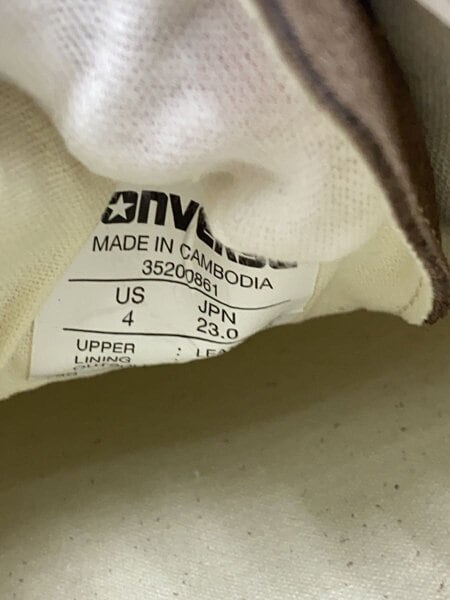 CONVERSE
MADE IN CAMBODIA
35200861
US JPN
4 23.0
UPPER :
LINING